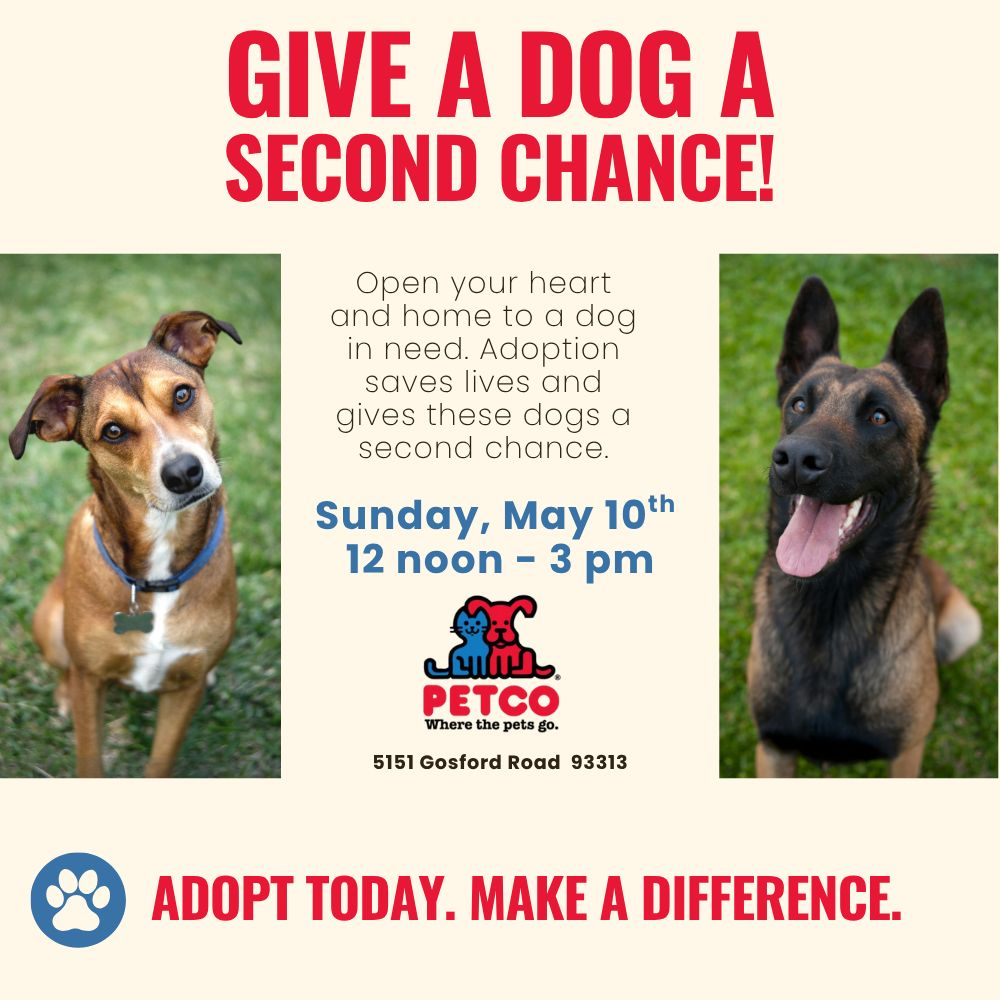 GIVE A DOG A
SECOND CHANCE!
Open your heart
and home to a dog
in need. Adoption
saves lives and
gives these dogs a
second chance.
Sunday, May 10th
12 noon - 3 pm
PETCO®
Where the pets go.
5151 Gosford Road 93313
ADOPT TODAY. MAKE A DIFFERENCE.